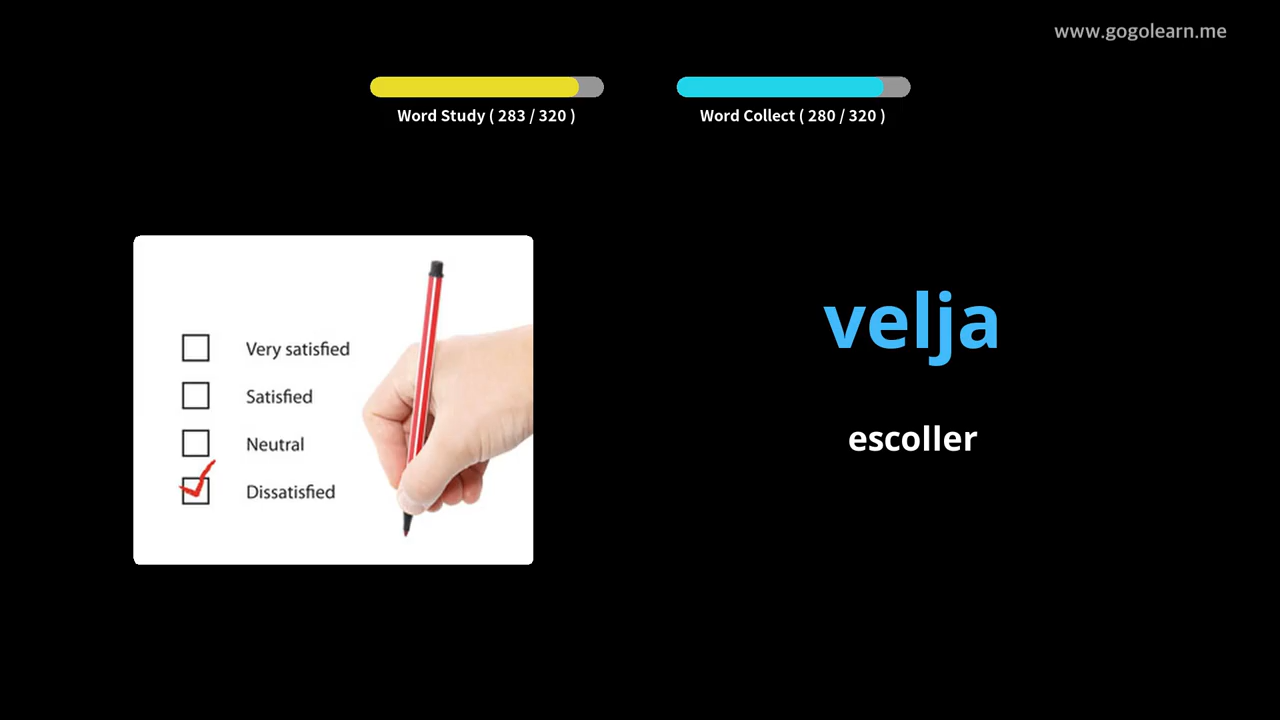 www.gogolearn.me
Word Study ( 283 / 320 )
Word Collect ( 280 / 320 )
Very satisfied
Satisfied
Neutral
Dissatisfied
velja
escoller